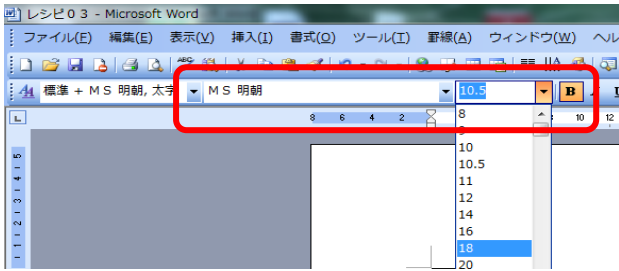 レシピ03 - Microsoft Word
ファイル(F) 編集(E) 表示(V) 挿入(I) 書式(O) ツール(T) 罫線(A) ウィンドウ(W) ヘル
標準 + MS 明朝, 太字 MS 明朝 10.5 B
8 6 4 2 10 12
8
9
10
10.5
11
12
14
16
18
20